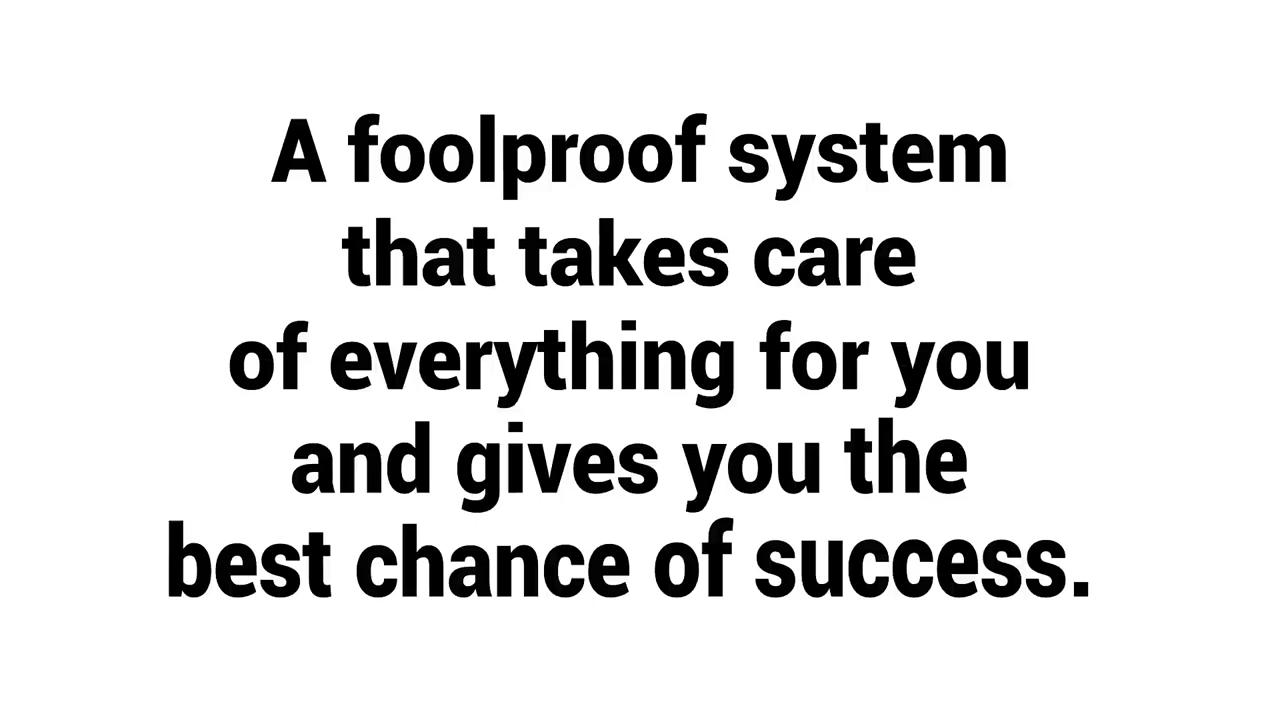 A foolproof system
that takes care
of everything for you
and gives you the
best chance of success.